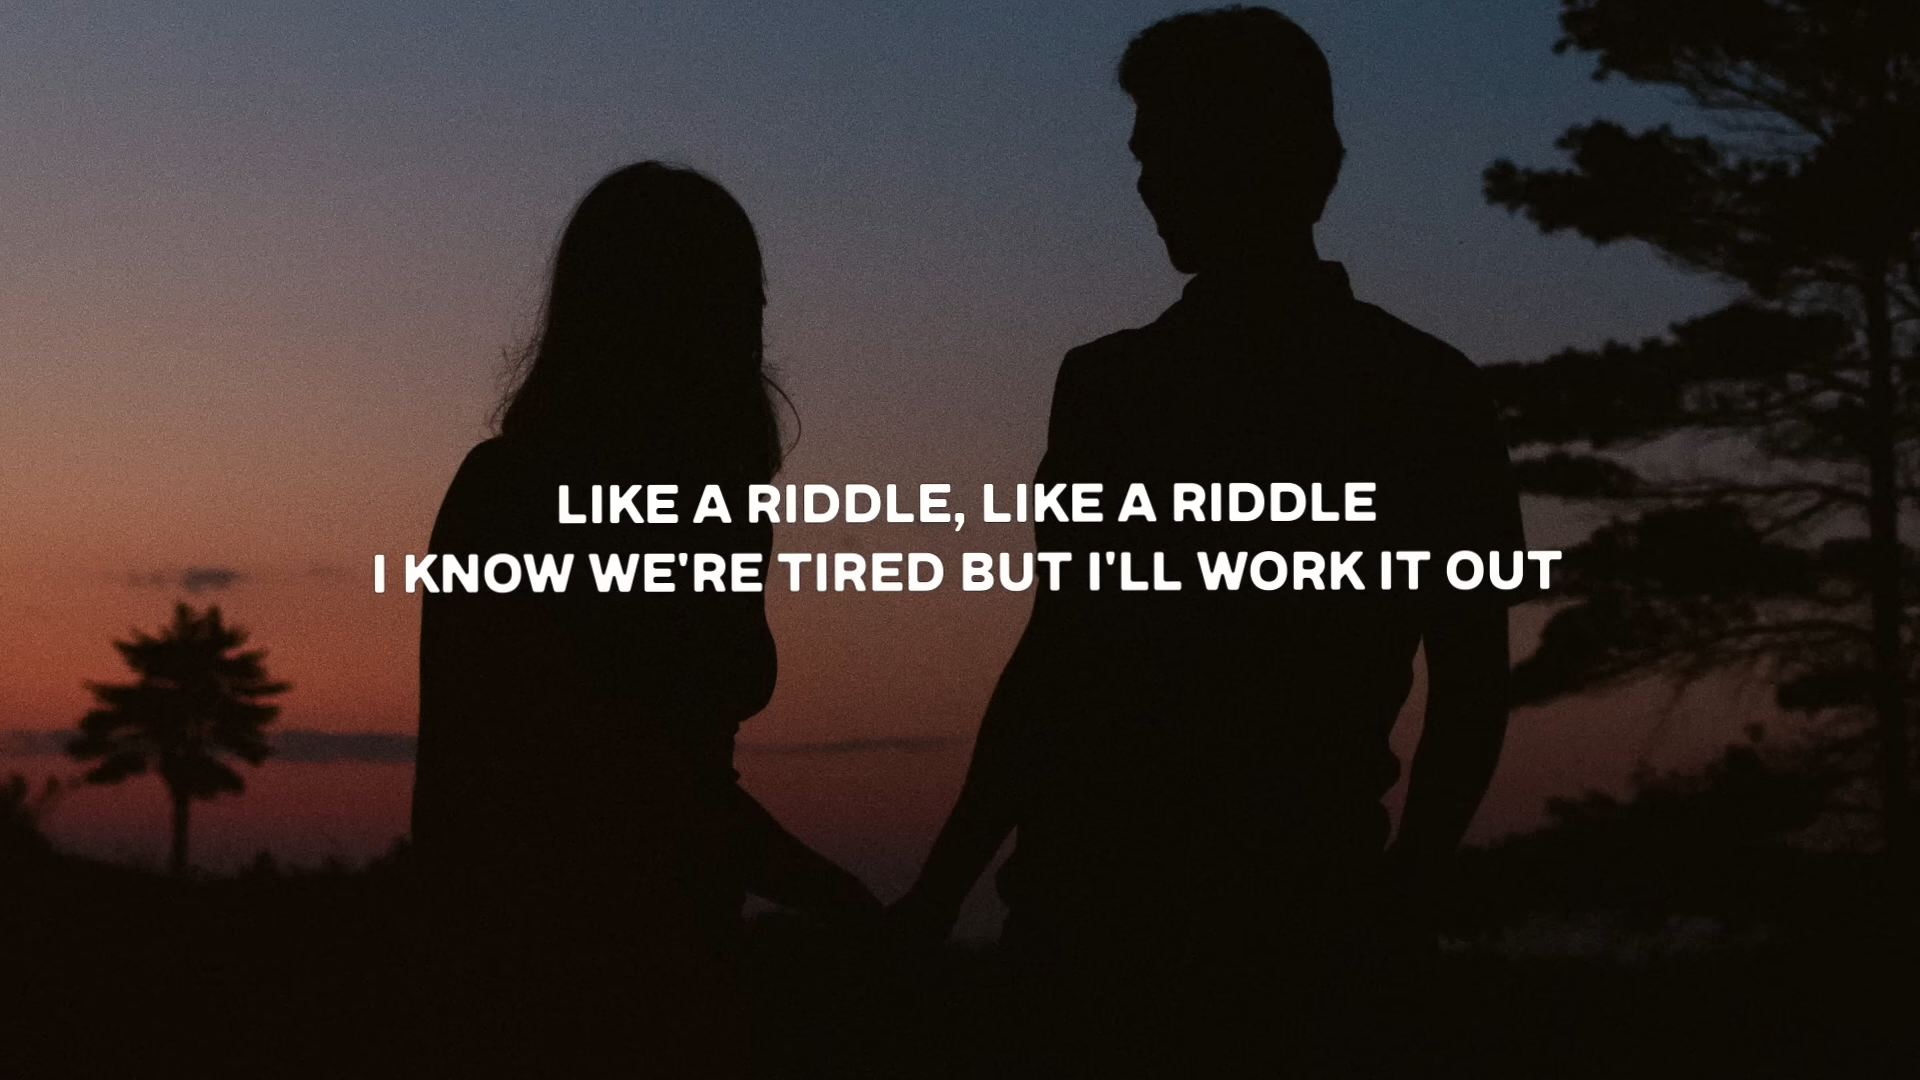 LIKE A RIDDLE, LIKE A RIDDLE
I KNOW WE'RE TIRED BUT I'LL WORK IT OUT